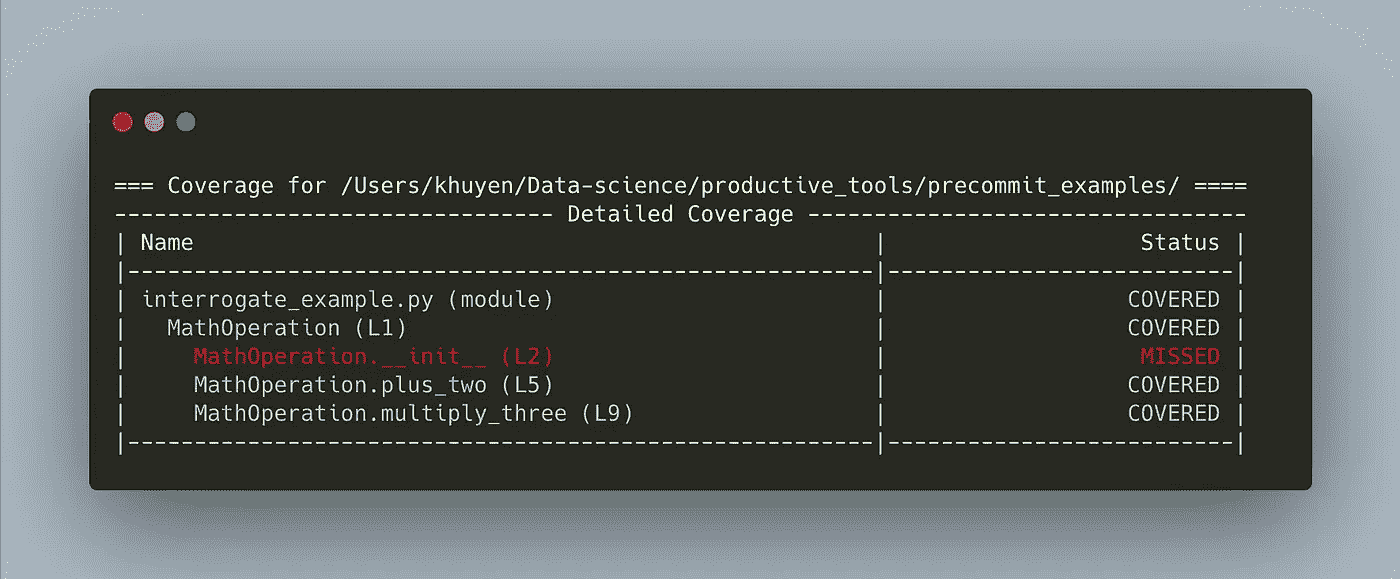 === Coverage for /Users/khuyen/Data-science/productive_tools/precommit_examples/ ====
--------------------------------- Detailed Coverage ---------------------------------
| Name | Status |
|--------------------------------------------------------|--------------------------|
| interrogate_example.py (module) | COVERED |
| MathOperation (L1) | COVERED |
| MathOperation.__init__ (L2) | MISSED |
| MathOperation.plus_two (L5) | COVERED |
| MathOperation.multiply_three (L9) | COVERED |
|--------------------------------------------------------|--------------------------|